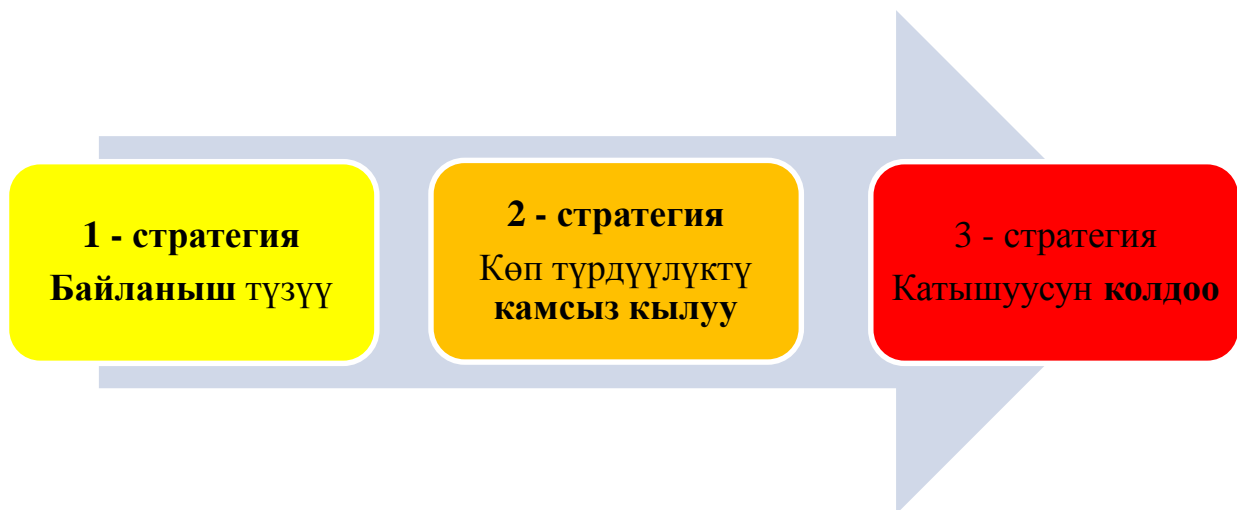 1 - стратегия
Байланыш түзүү
2 - стратегия
Көп түрдүүлүктү
камсыз кылуу
3 - стратегия
Катышуусун колдоо